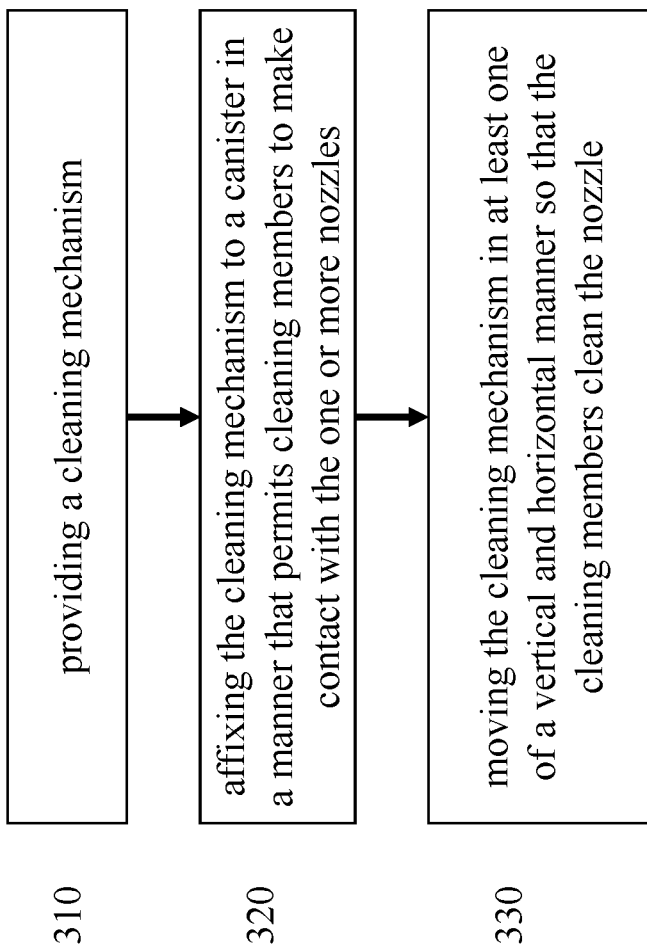 310
providing a cleaning mechanism
320
affixing the cleaning mechanism to a canister in
a manner that permits cleaning members to make
contact with the one or more nozzles
330
moving the cleaning mechanism in at least one
of a vertical and horizontal manner so that the
cleaning members clean the nozzle